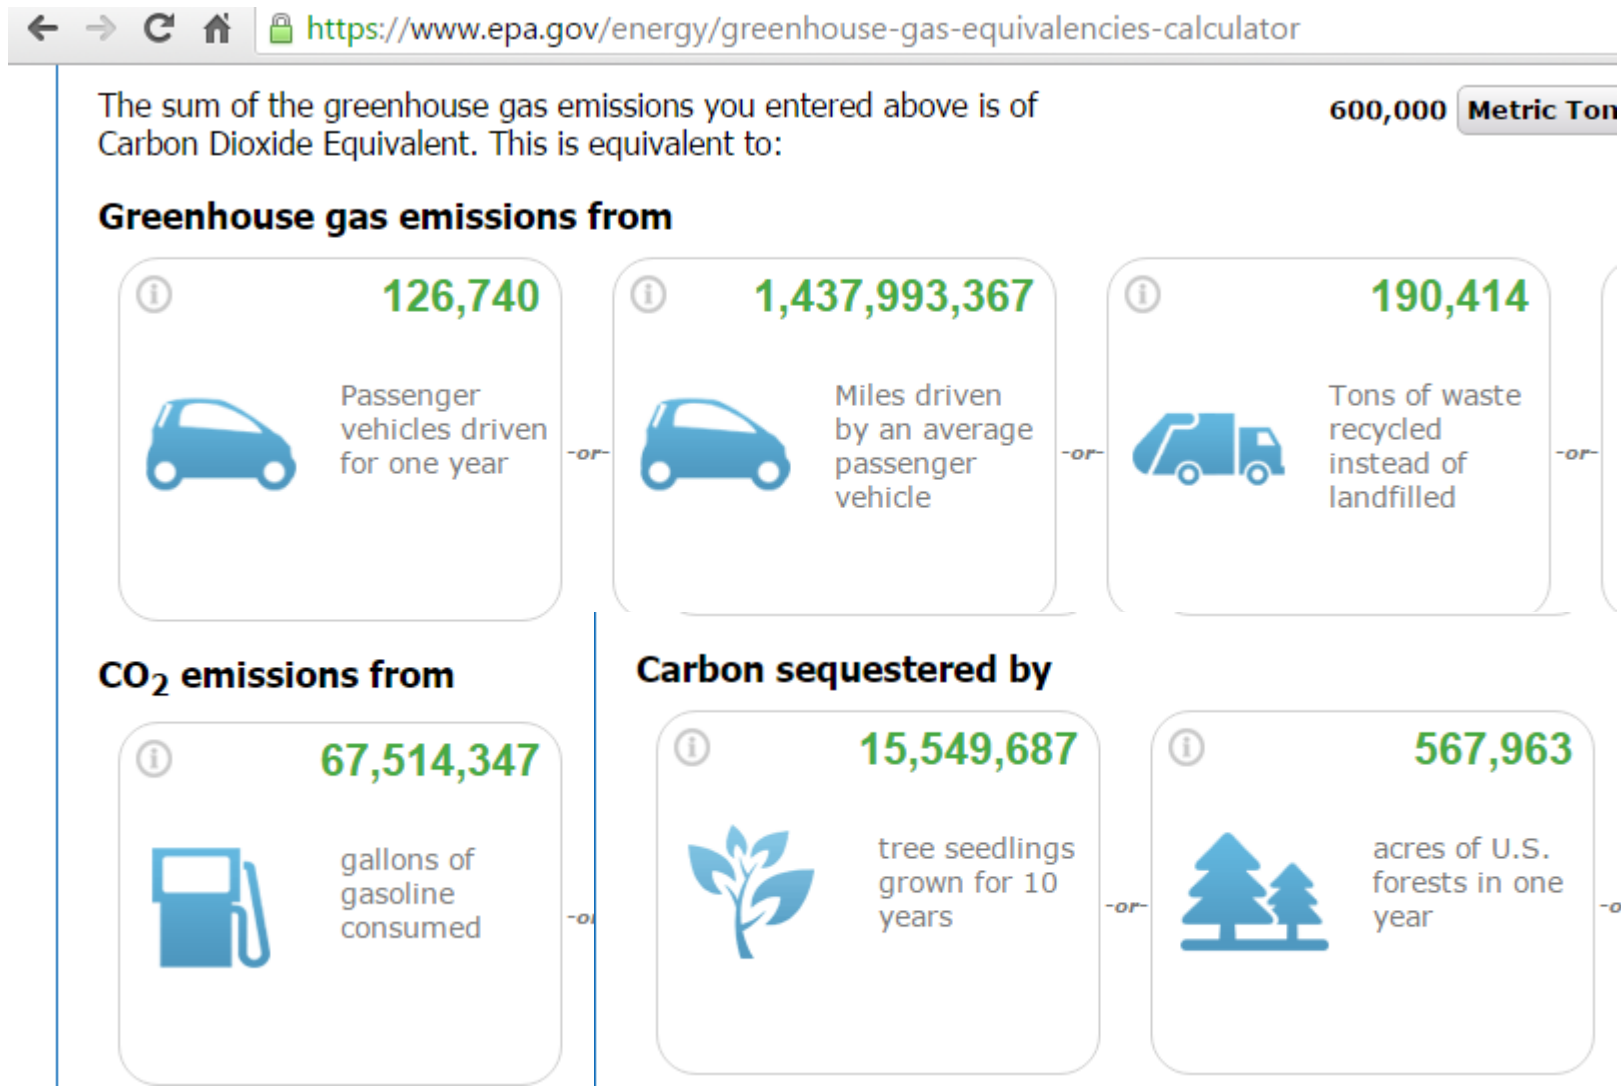 https://www.epa.gov/energy/greenhouse-gas-equivalencies-calculator
The sum of the greenhouse gas emissions you entered above is of
Carbon Dioxide Equivalent. This is equivalent to:
600,000 Metric Ton
Greenhouse gas emissions from
126,740
Passenger
vehicles driven
for one year
-or-
1,437,993,367
Miles driven
by an average
passenger
vehicle
-or-
190,414
Tons of waste
recycled
instead of
landfilled
-or-
CO₂ emissions from
67,514,347
gallons of
gasoline
consumed
-or
Carbon sequestered by
15,549,687
tree seedlings
grown for 10
years
-or-
567,963
acres of U.S.
forests in one
year
-o